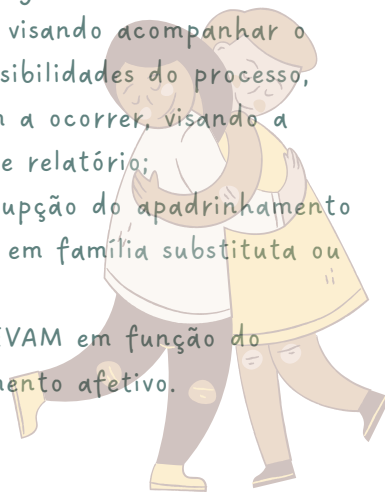 visando acompanhar o
sibilidades do processo,
a ocorrer, visando a
e relatório;
upção do apadrinhamento
em família substituta ou
VAM em função do
mento afetivo.